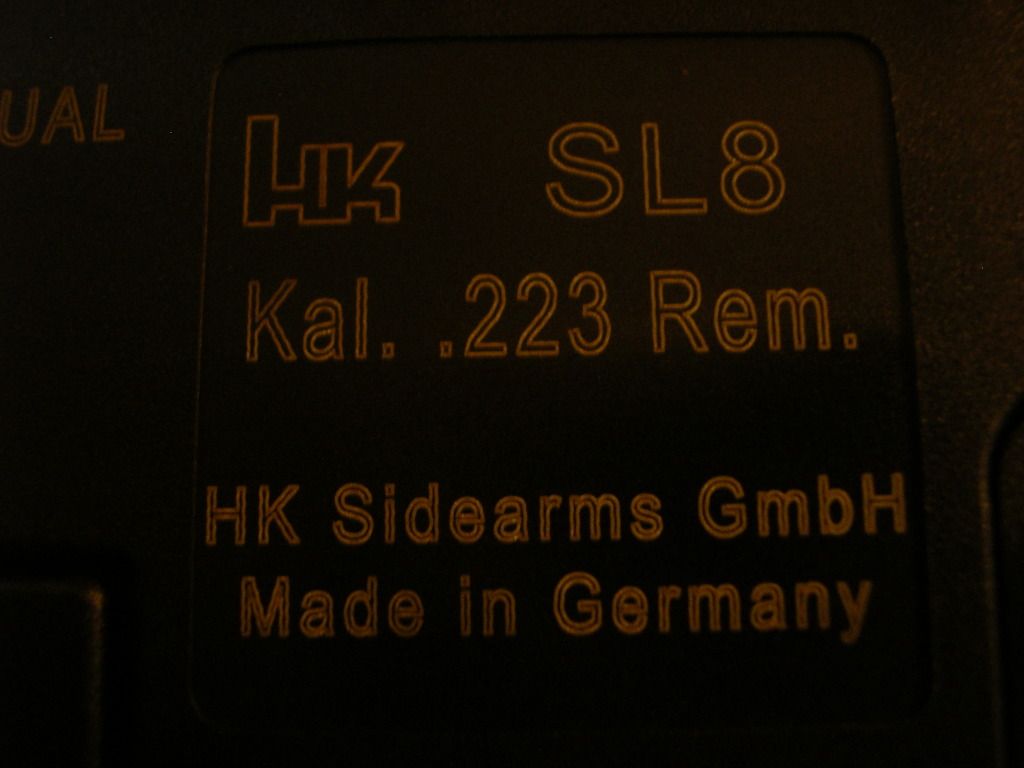 UAL
HK SL8
Kal. .223 Rem.
HK Sidearms GmbH
Made in Germany